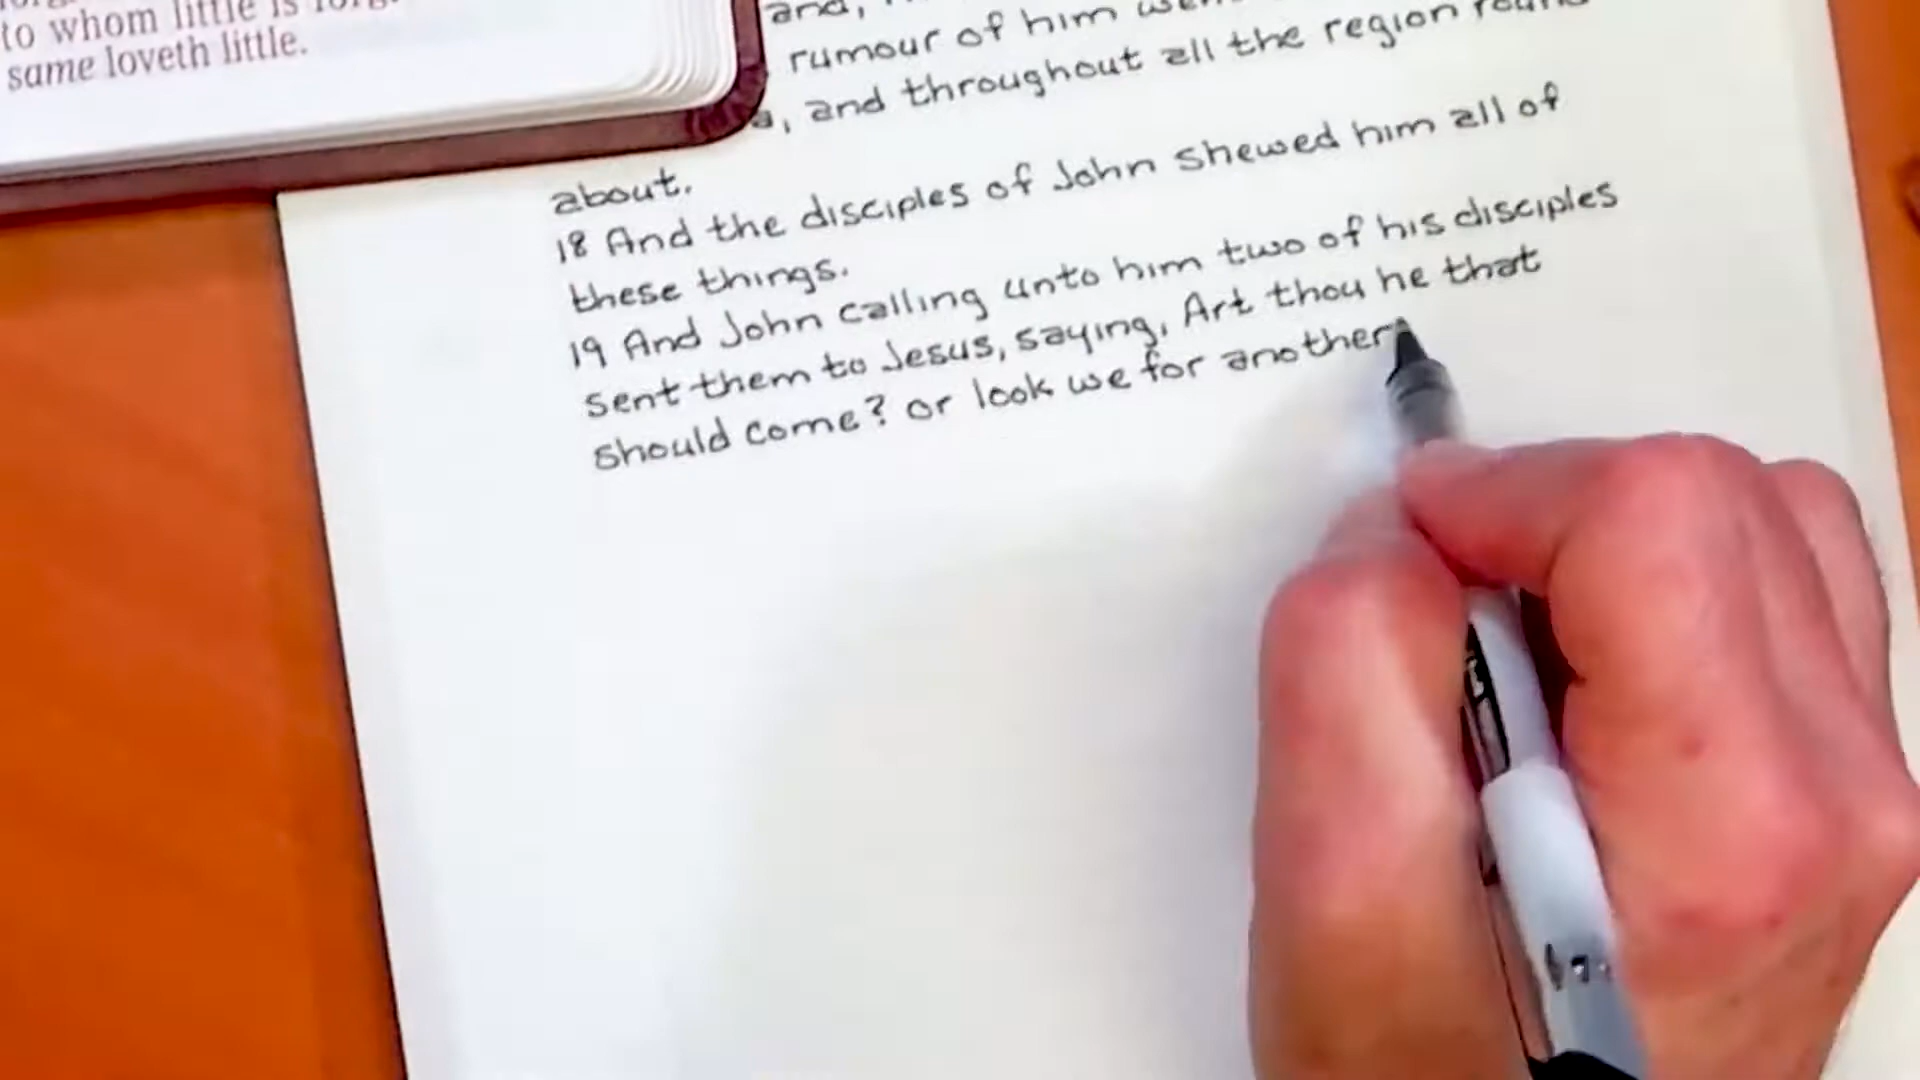 to whom little is
same loveth little.
and,
rumour of him
and throughout all the region round
about.
18 And the disciples of John shewed him all of
these things.
19 And John calling unto him two of his disciples
sent them to Jesus, saying, Art thou he that
should come? or look we for another